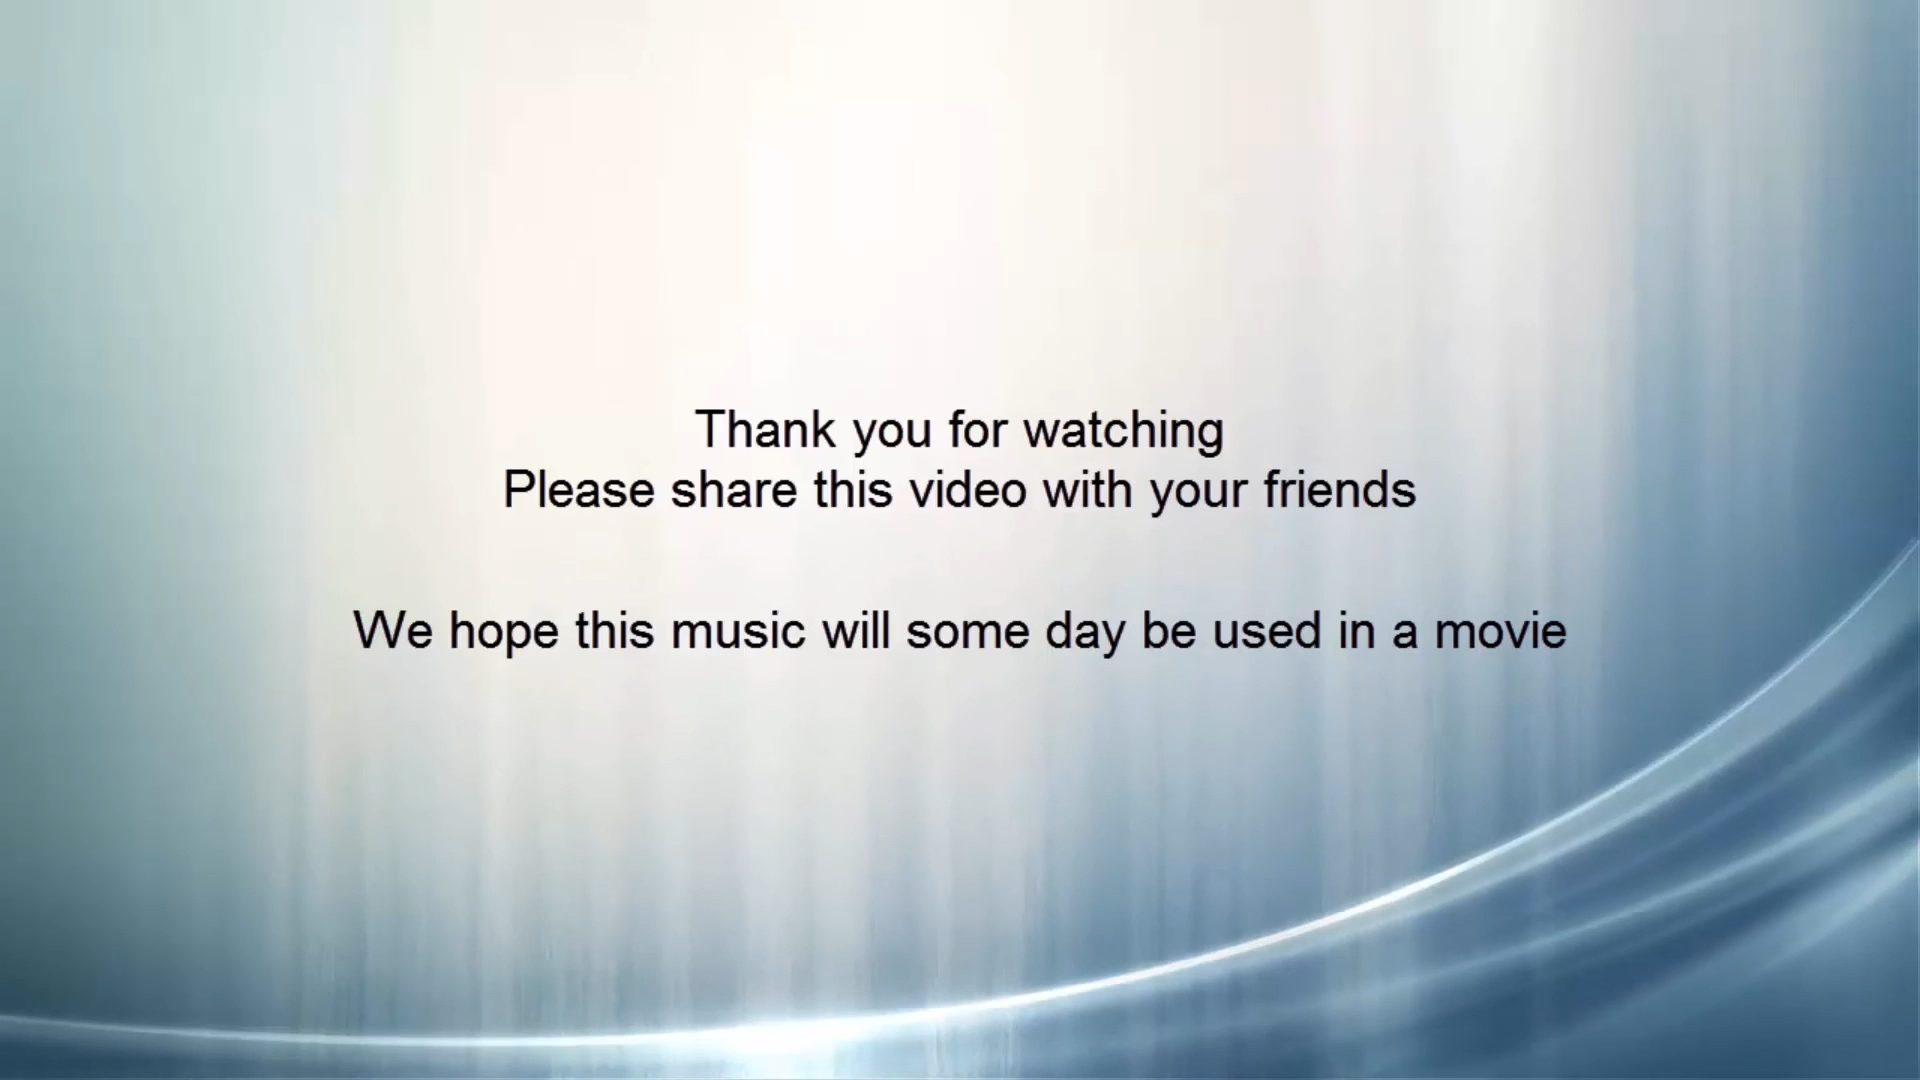 Thank you for watching
Please share this video with your friends
We hope this music will some day be used in a movie